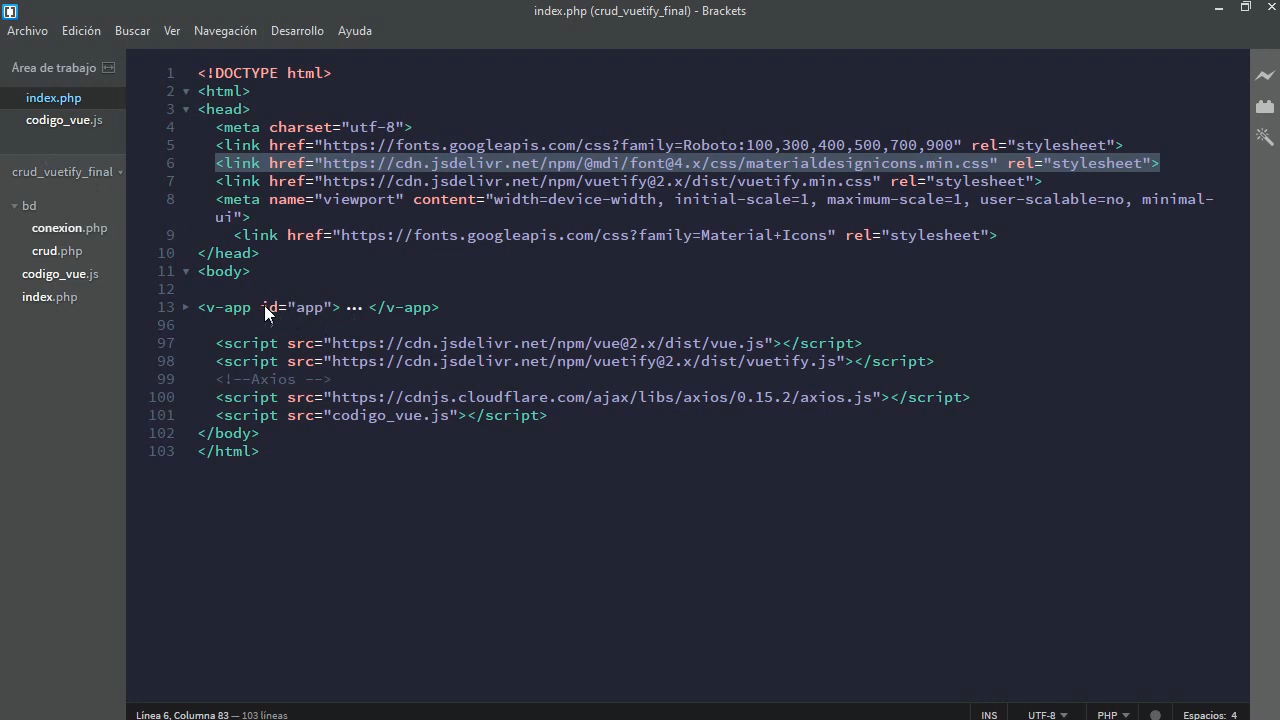 index.php (crud_vuetify_final) - Brackets
Archivo Edición Buscar Ver Navegación Desarrollo Ayuda
Área de trabajo
index.php
codigo_vue.js
crud_vuetify_final
bd
conexion.php
crud.php
codigo_vue.js
index.php
1 <!DOCTYPE html>
2 <html>
3 <head>
4 <meta charset="utf-8">
5 <link href="https://fonts.googleapis.com/css?family=Roboto:100,300,400,500,700,900" rel="stylesheet">
6 <link href="https://cdn.jsdelivr.net/npm/@mdi/font@4.x/css/materialdesignicons.min.css" rel="stylesheet">
7 <link href="https://cdn.jsdelivr.net/npm/vuetify@2.x/dist/vuetify.min.css" rel="stylesheet">
8 <meta name="viewport" content="width=device-width, initial-scale=1, maximum-scale=1, user-scalable=no, minimal-
ui">
9 <link href="https://fonts.googleapis.com/css?family=Material+Icons" rel="stylesheet">
10 </head>
11 <body>
12
13 <v-app id="app"> ••• </v-app>
96
97 <script src="https://cdn.jsdelivr.net/npm/vue@2.x/dist/vue.js"></script>
98 <script src="https://cdn.jsdelivr.net/npm/vuetify@2.x/dist/vuetify.js"></script>
99 <!--Axios -->
100 <script src="https://cdnjs.cloudflare.com/ajax/libs/axios/0.15.2/axios.js"></script>
101 <script src="codigo_vue.js"></script>
102 </body>
103 </html>
Línea 6, Columna 83 — 103 líneas
INS UTF-8 PHP Espacios: 4